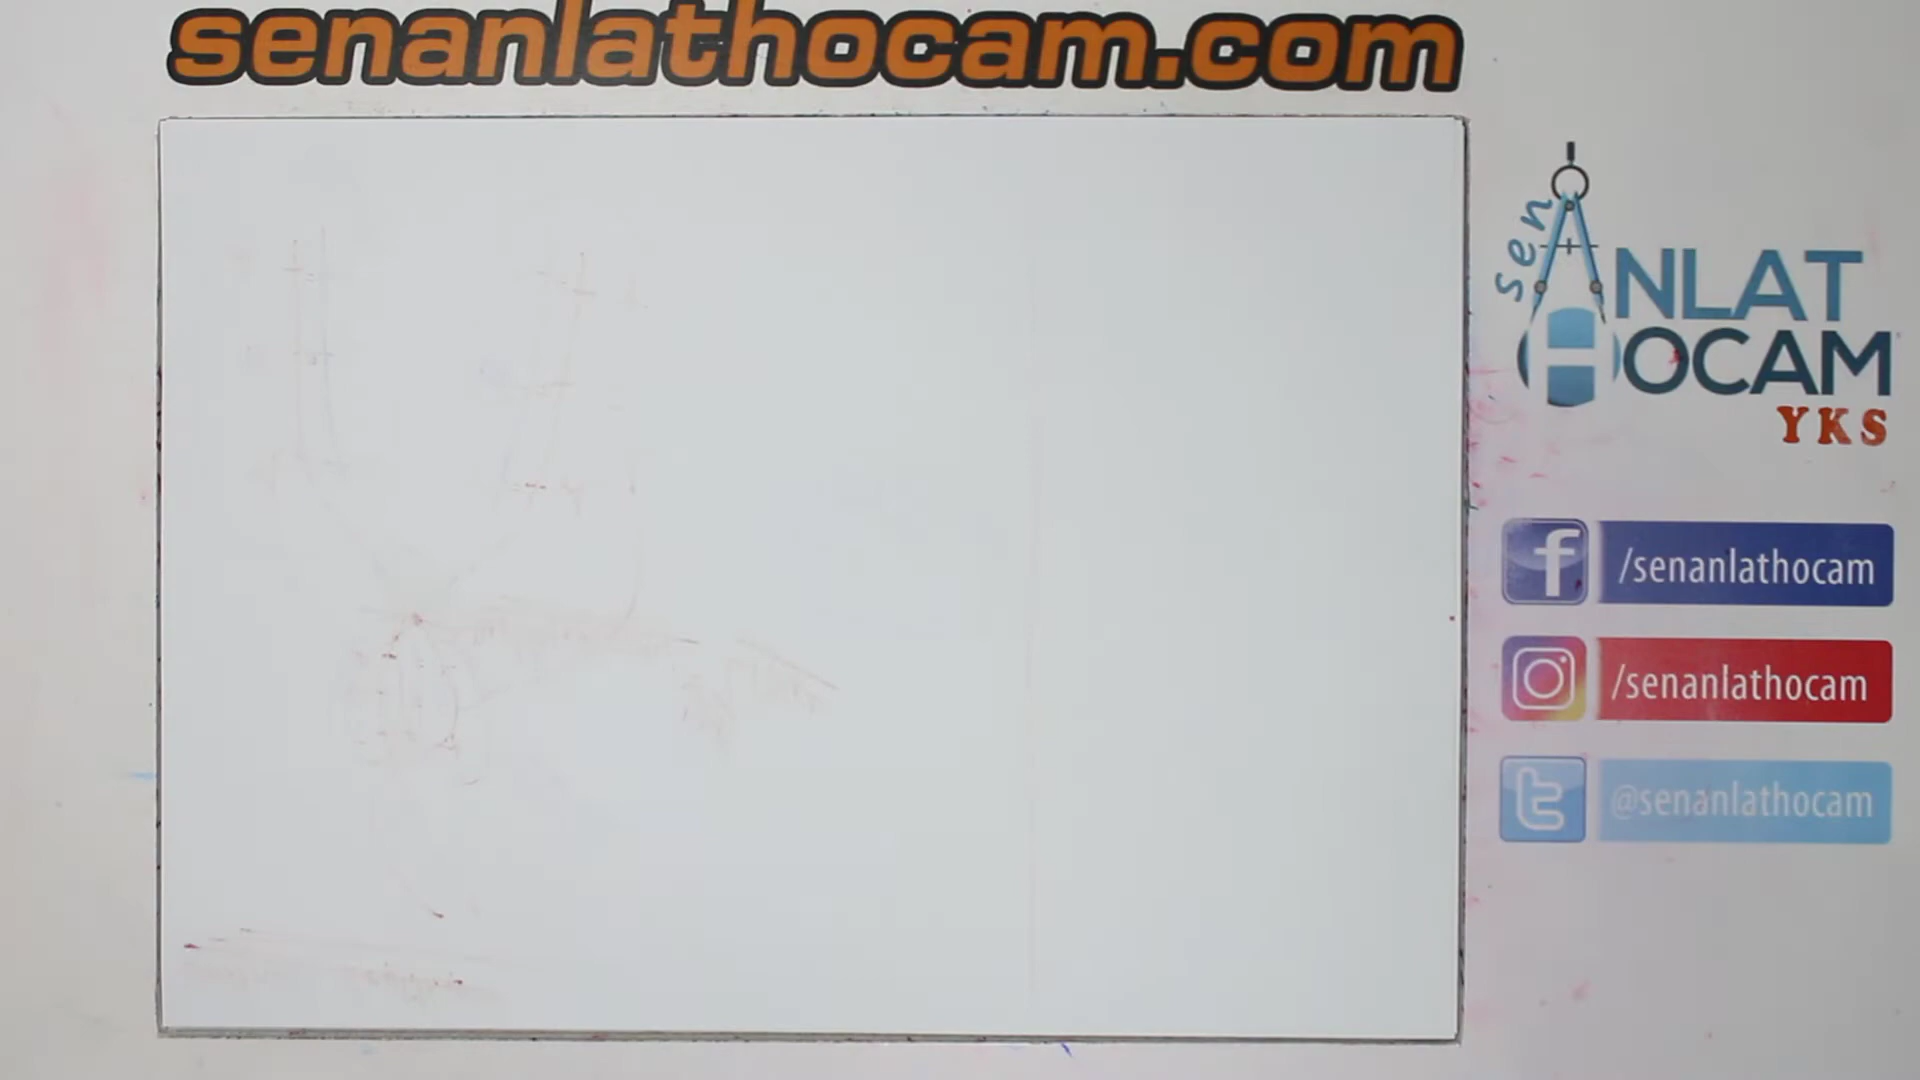 senanlathocam.com
sen
ANLAT
HOCAM
YKS
f /senanlathocam
/senanlathocam
t @senanlathocam